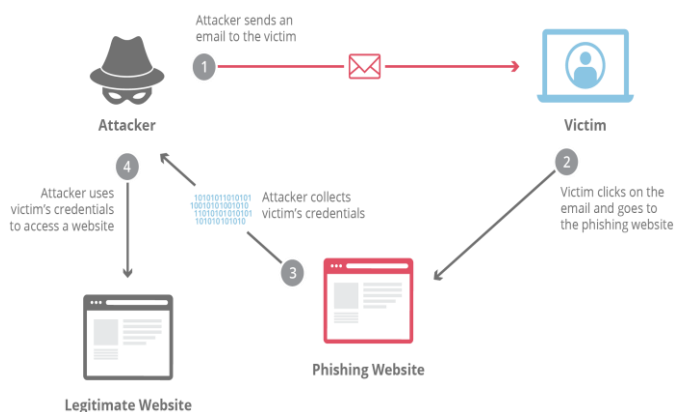 Attacker sends an
email to the victim
1
Attacker
Victim
4
2
Attacker uses
victim's credentials
to access a website
10101011010101
10010101001010
11010101010101
101010101010
Attacker collects
victim's credentials
Victim clicks on the
email and goes to
the phishing website
3
Phishing Website
Legitimate Website